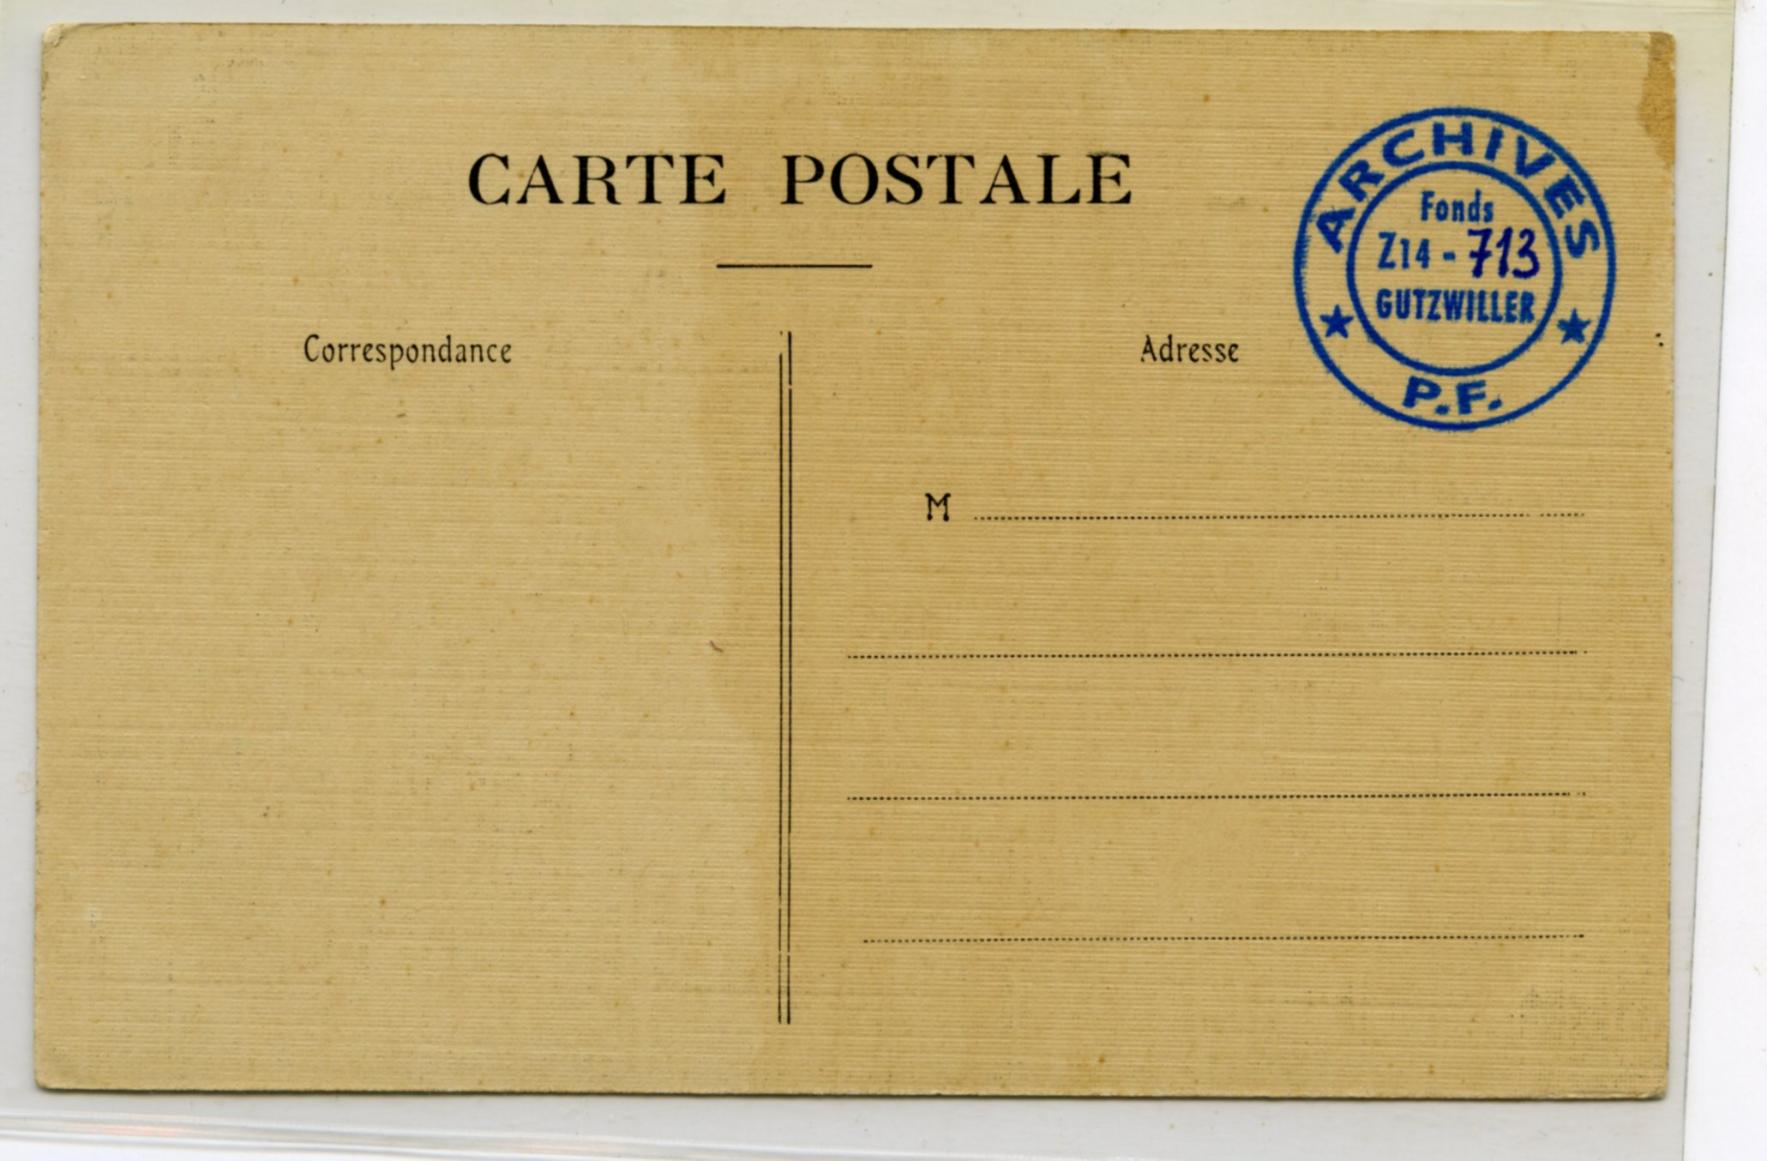 CARTE POSTALE
Correspondance
Adresse
M
ARCHIVES
Fonds
Z14 - 713
GUTZWILLER
P.F.